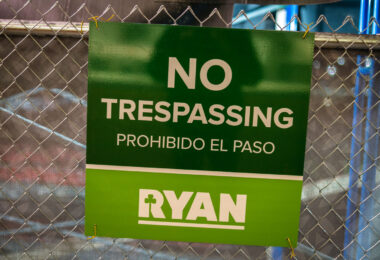 NO
TRESPASSING
PROHIBIDO EL PASO
RYAN